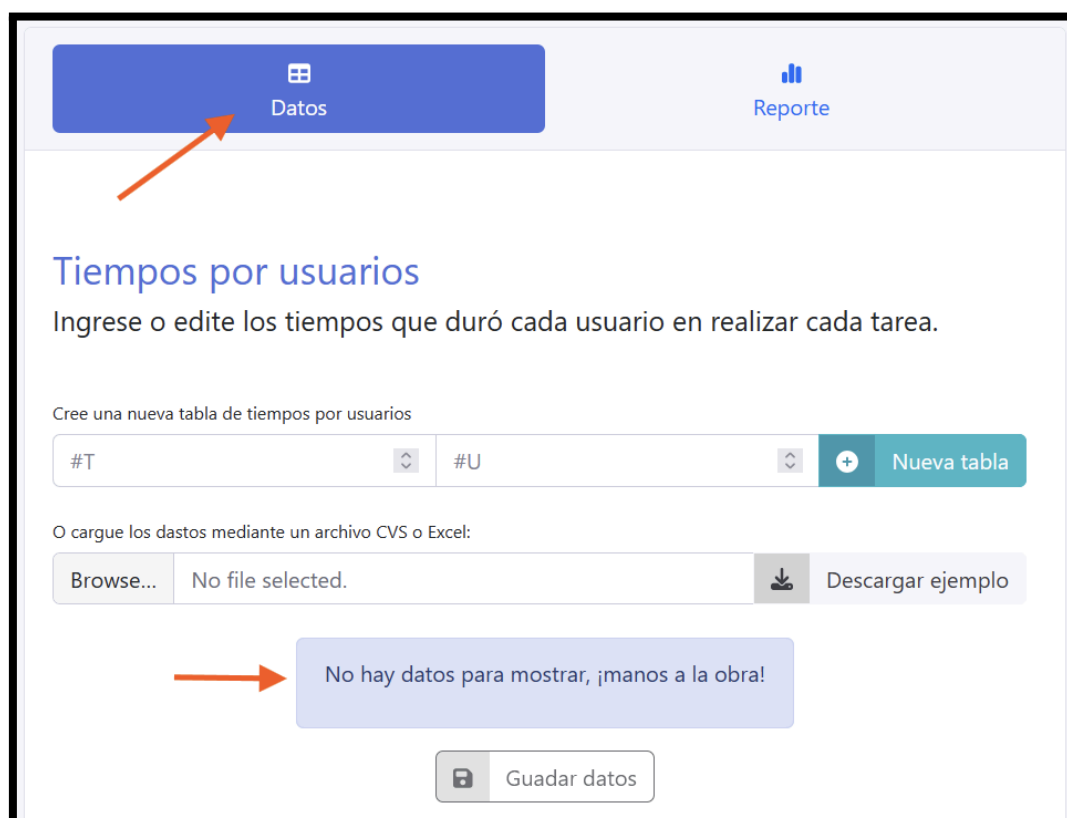 Datos
Reporte
Tiempos por usuarios
Ingrese o edite los tiempos que duró cada usuario en realizar cada tarea.
Cree una nueva tabla de tiempos por usuarios
#T
#U
Nueva tabla
O cargue los dastos mediante un archivo CVS o Excel:
Browse... No file selected.
Descargar ejemplo
No hay datos para mostrar, ¡manos a la obra!
Guadar datos